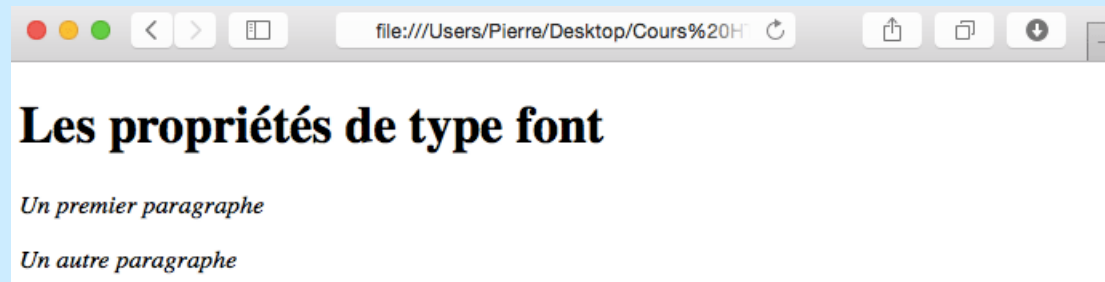 file:///Users/Pierre/Desktop/Cours%20H
Les propriétés de type font
Un premier paragraphe
Un autre paragraphe